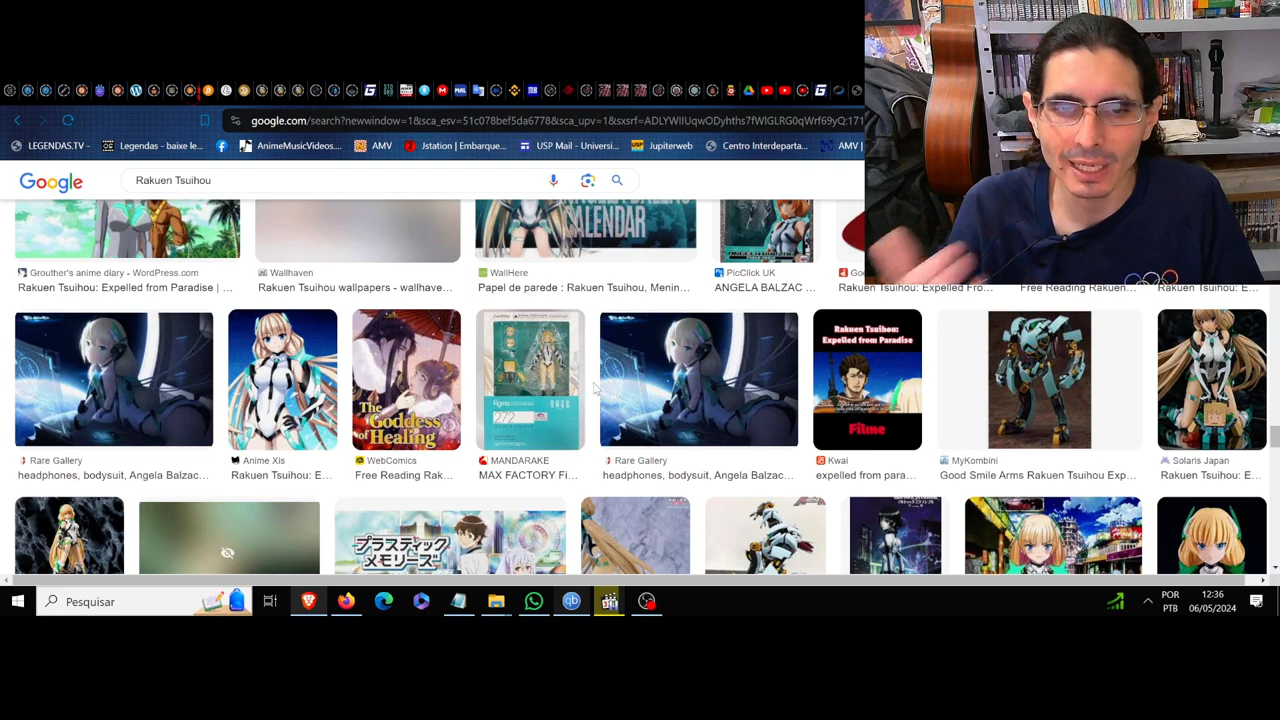 google.com/search?newwindow=1&sca_esv=51c078bef5da6778&sca_upv=1&sxsrf=ADLYWIIUqwODyhths7fWIGLRG0qWrf69yQ:171
LEGENDAS.TV -
Legendas - baixe le...
AnimeMusicVideos....
AMV
Jstation | Embarque...
USP Mail - Universi...
Jupiterweb
Centro Interdeparta...
AMV |
Google
Rakuen Tsuihou
CALENDAR
Grouther's anime diary - WordPress.com
Rakuen Tsuihou: Expelled from Paradise | ...
Wallhaven
Rakuen Tsuihou wallpapers - wallhave...
WallHere
Papel de parede : Rakuen Tsuihou, Menin...
PicClick UK
ANGELA BALZAC ...
Rakuen Tsuihou: Expelled Fro...
Free Reading Rakuen...
Rakuen Tsuihou: E...
The
Goddess
of Healing
figma
272
Rakuen Tsuihou:
Expelled from Paradise
Filme
Rare Gallery
headphones, bodysuit, Angela Balzac...
Anime Xis
Rakuen Tsuihou: E...
WebComics
Free Reading Rak...
MANDARAKE
MAX FACTORY Fi...
Rare Gallery
headphones, bodysuit, Angela Balzac...
Kwai
expelled from para...
MyKombini
Good Smile Arms Rakuen Tsuihou Exp...
Solaris Japan
Rakuen Tsuihou: E...
プラスティック
メモリーズ
Pesquisar
POR
PTB
12:36
06/05/2024